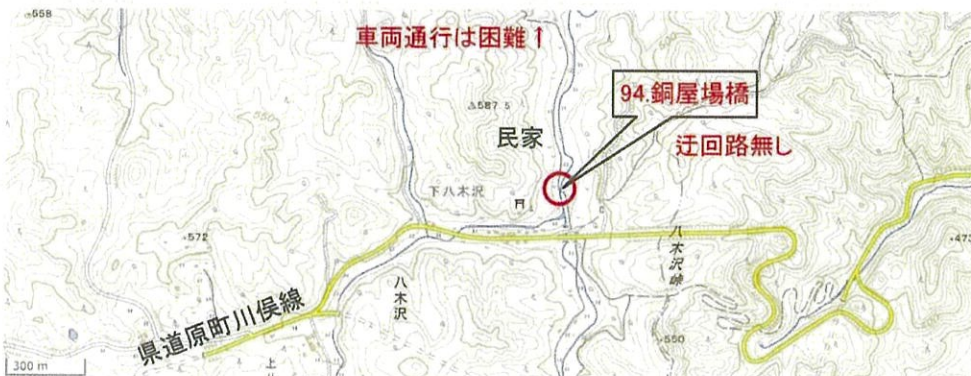 558
車両通行は困難↑
94.銅屋場橋
587.5
民家
迂回路無し
下八木沢
572
八木沢峠
473
県道原町川俣線
八木沢
550
上
300 m